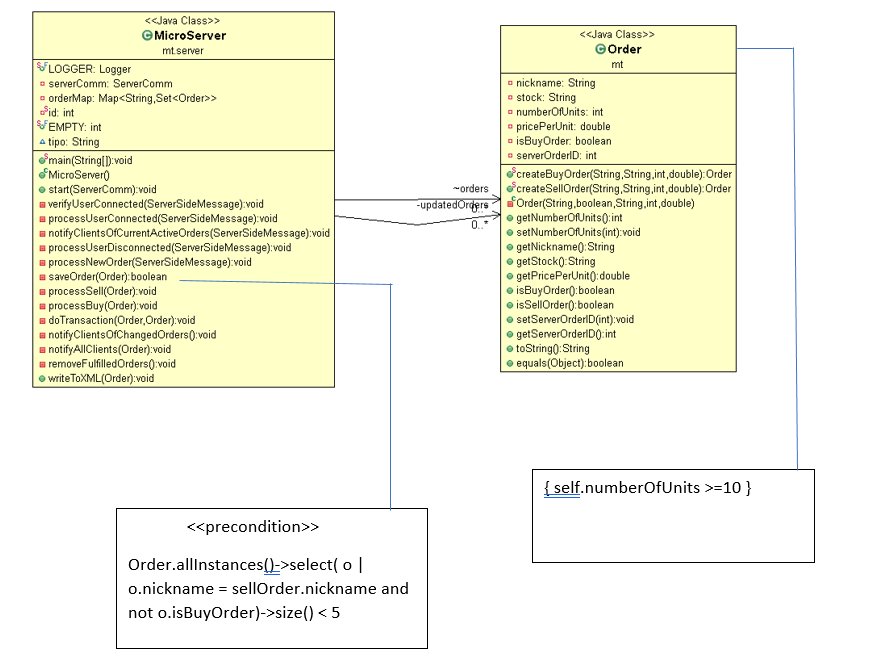 <<Java Class>>
MicroServer
mt.server
LOGGER: Logger
serverComm: ServerComm
orderMap: Map<String,Set<Order>>
id: int
EMPTY: int
tipo: String
main(String[]):void
MicroServer()
start(ServerComm):void
verifyUserConnected(ServerSideMessage):void
processUserConnected(ServerSideMessage):void
notifyClientsOfCurrentActiveOrders(ServerSideMessage):void
processUserDisconnected(ServerSideMessage):void
processNewOrder(ServerSideMessage):void
saveOrder(Order):boolean
processSell(Order):void
processBuy(Order):void
doTransaction(Order,Order):void
notifyClientsOfChangedOrders():void
notifyAllClients(Order):void
removeFulfilledOrders():void
writeToXML(Order):void
~orders
0..*
-updatedOrders
0..*
<<Java Class>>
Order
mt
nickname: String
stock: String
numberOfUnits: int
pricePerUnit: double
isBuyOrder: boolean
serverOrderID: int
createBuyOrder(String,String,int,double):Order
createSellOrder(String,String,int,double):Order
Order(String,boolean,String,int,double)
getNumberOfUnits():int
setNumberOfUnits(int):void
getNickname():String
getStock():String
getPricePerUnit():double
isBuyOrder():boolean
isSellOrder():boolean
setServerOrderID(int):void
getServerOrderID():int
toString():String
equals(Object):boolean
<<precondition>>
Order.allInstances()->select( o |
o.nickname = sellOrder.nickname and
not o.isBuyOrder)->size() < 5
{ self.numberOfUnits >=10 }